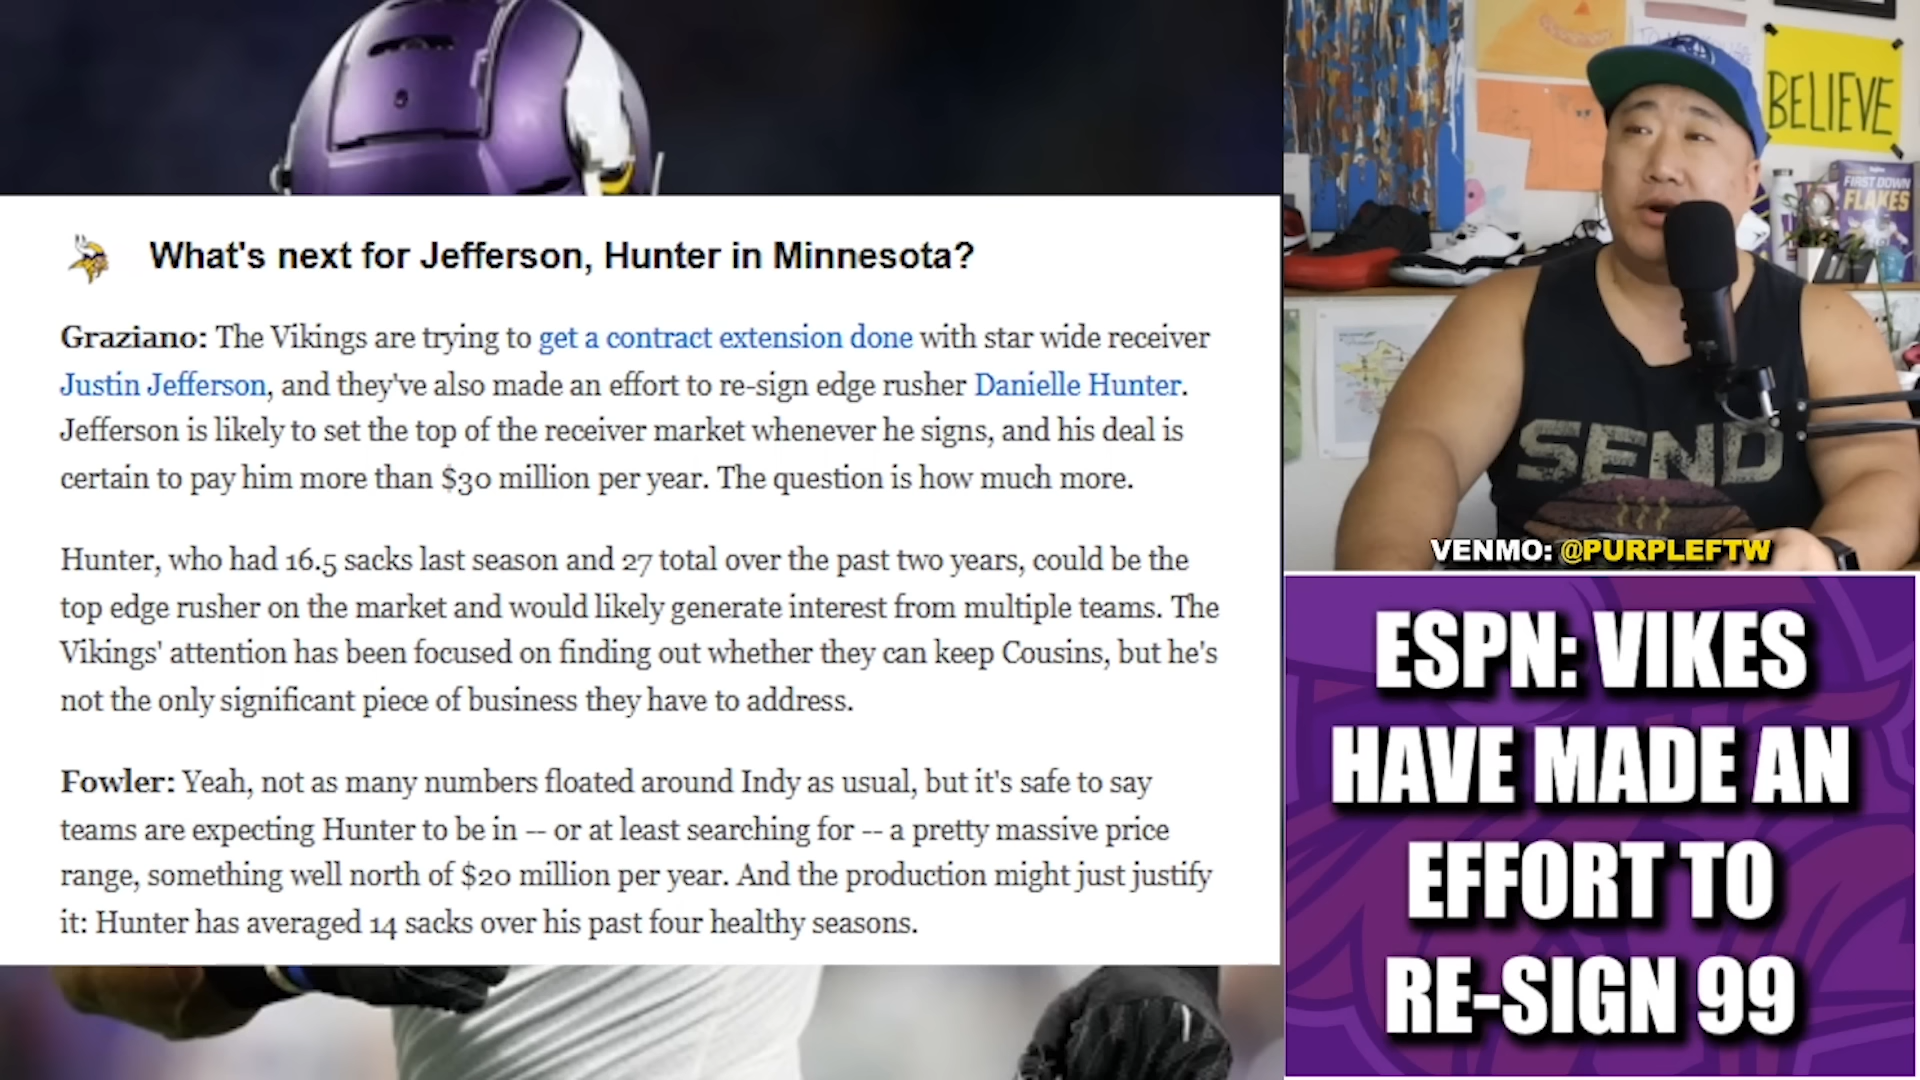 What's next for Jefferson, Hunter in Minnesota?
Graziano: The Vikings are trying to get a contract extension done with star wide receiver
Justin Jefferson, and they've also made an effort to re-sign edge rusher Danielle Hunter.
Jefferson is likely to set the top of the receiver market whenever he signs, and his deal is
certain to pay him more than $30 million per year. The question is how much more.
Hunter, who had 16.5 sacks last season and 27 total over the past two years, could be the
top edge rusher on the market and would likely generate interest from multiple teams. The
Vikings' attention has been focused on finding out whether they can keep Cousins, but he's
not the only significant piece of business they have to address.
Fowler: Yeah, not as many numbers floated around Indy as usual, but it's safe to say
teams are expecting Hunter to be in -- or at least searching for -- a pretty massive price
range, something well north of $20 million per year. And the production might just justify
it: Hunter has averaged 14 sacks over his past four healthy seasons.
BELIEVE
FIRST DOWN
FLAKES
SEND
VENMO: @PURPLEFTW
ESPN: VIKES
HAVE MADE AN
EFFORT TO
RE-SIGN 99